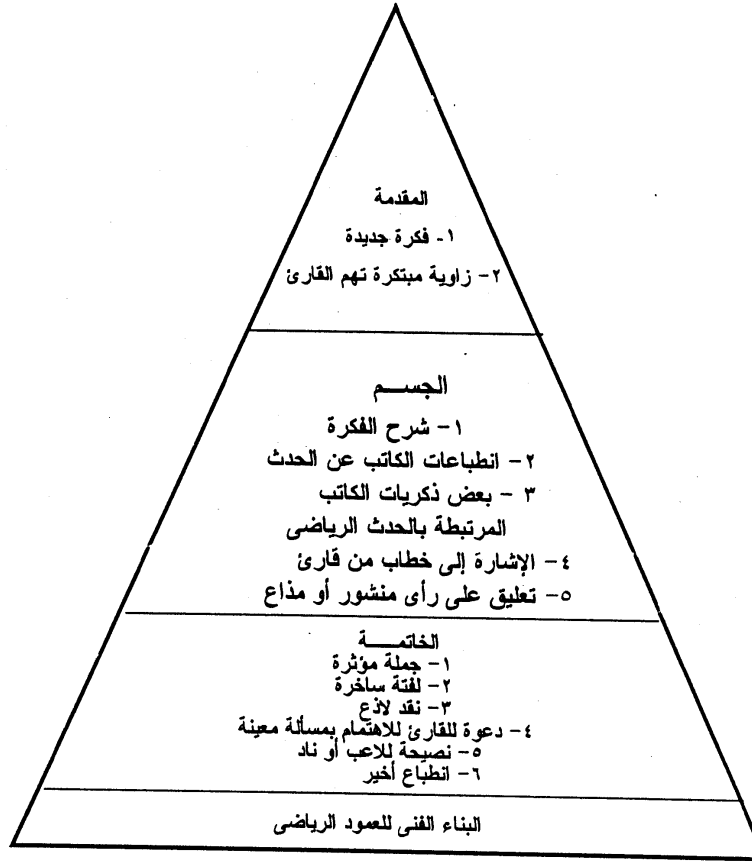 المقدمة
١- فكرة جديدة
٢- زاوية مبتكرة تهم القارئ
الجســـم
١- شرح الفكرة
٢- انطباعات الكاتب عن الحدث
٣ - بعض ذكريات الكاتب
المرتبطة بالحدث الرياضى
٤- الإشارة إلى خطاب من قارئ
٥- تعليق على رأى منشور أو مذاع
الخاتمـــــة
١- جملة مؤثرة
٢- لفتة ساخرة
٣- نقد لاذع
٤- دعوة للقارئ للاهتمام بمسألة معينة
٥- نصيحة للاعب أو ناد
٦- انطباع أخير
البناء الفنى للعمود الرياضى